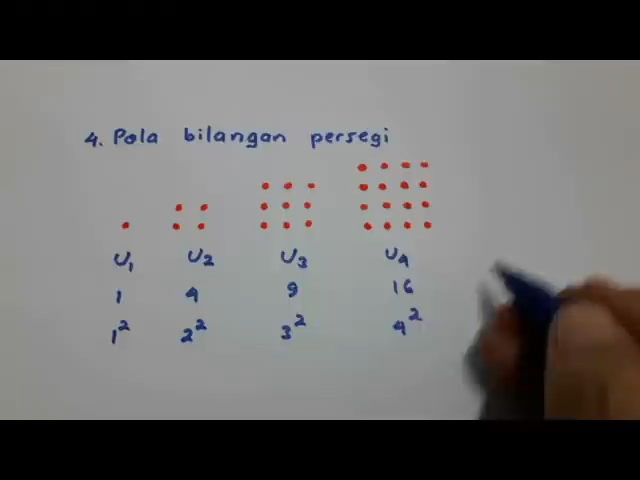 4. Pola bilangan persegi
U₁ U₂ U₃ U₄
1 4 9 16
1² 2² 3² 4²